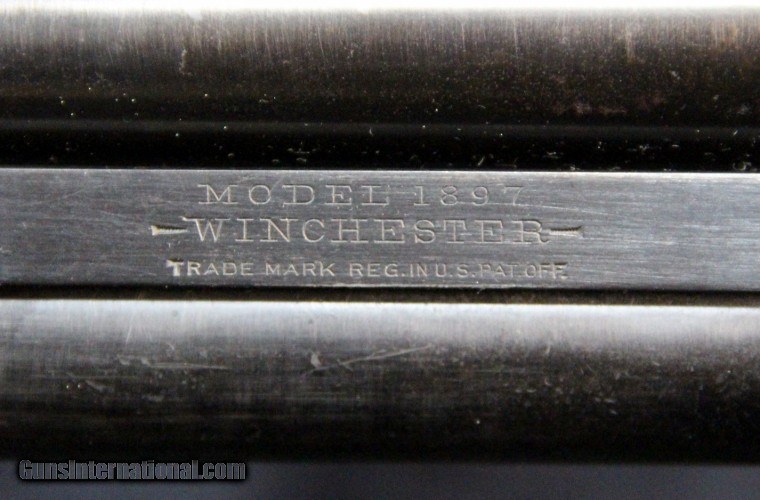 MODEL 1897
WINCHESTER
TRADE MARK REG. IN U.S. PAT. OFF.
GunsInternational.com